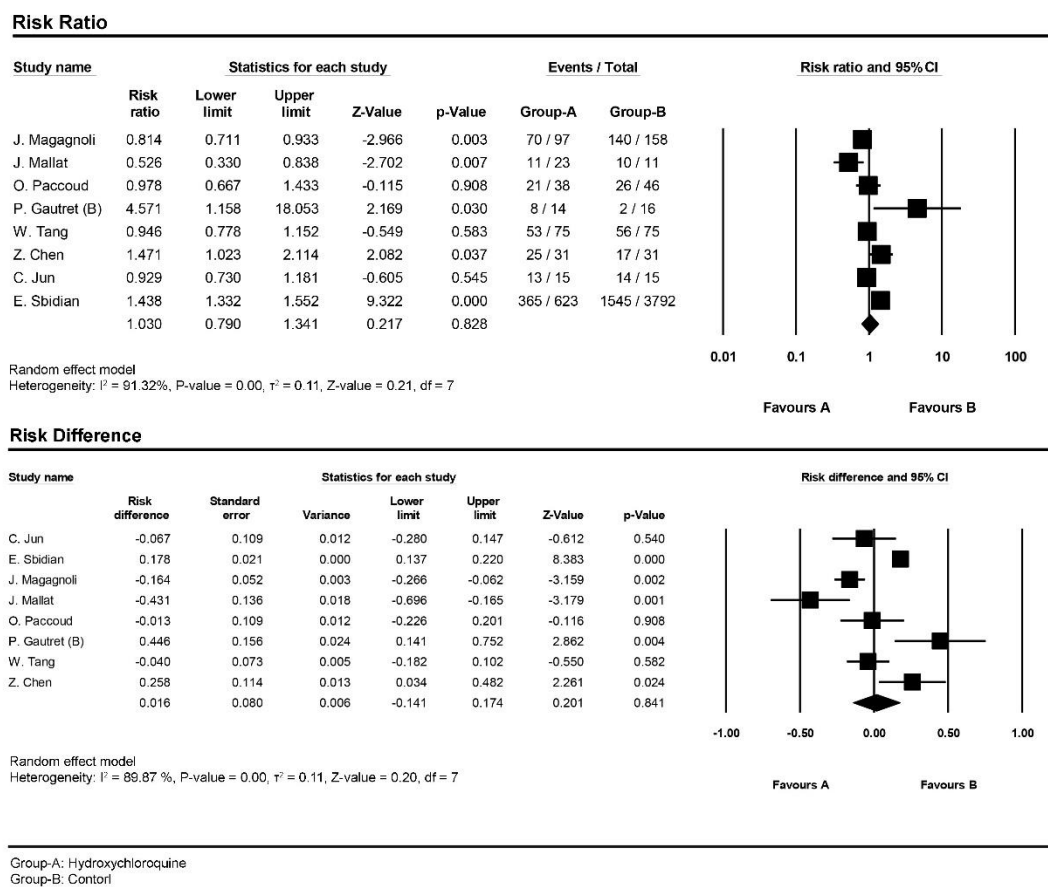 Risk Ratio
Study name Statistics for each study Events / Total Risk ratio and 95% CI
Risk ratio Lower limit Upper limit Z-Value p-Value Group-A Group-B
J. Magagnoli 0.814 0.711 0.933 -2.966 0.003 70 / 97 140 / 158
J. Mallat 0.526 0.330 0.838 -2.702 0.007 11 / 23 10 / 11
O. Paccoud 0.978 0.667 1.433 -0.115 0.908 21 / 38 26 / 46
P. Gautret (B) 4.571 1.158 18.053 2.169 0.030 8 / 14 2 / 16
W. Tang 0.946 0.778 1.152 -0.549 0.583 53 / 75 56 / 75
Z. Chen 1.471 1.023 2.114 2.082 0.037 25 / 31 17 / 31
C. Jun 0.929 0.730 1.181 -0.605 0.545 13 / 15 14 / 15
E. Sbidian 1.438 1.332 1.552 9.322 0.000 365 / 623 1545 / 3792
1.030 0.790 1.341 0.217 0.828
0.01 0.1 1 10 100
Random effect model
Heterogeneity: I² = 91.32%, P-value = 0.00, τ² = 0.11, Z-value = 0.21, df = 7
Favours A Favours B
Risk Difference
Study name Statistics for each study Risk difference and 95% CI
Risk difference Standard error Variance Lower limit Upper limit Z-Value p-Value
C. Jun -0.067 0.109 0.012 -0.280 0.147 -0.612 0.540
E. Sbidian 0.178 0.021 0.000 0.137 0.220 8.383 0.000
J. Magagnoli -0.164 0.052 0.003 -0.266 -0.062 -3.159 0.002
J. Mallat -0.431 0.136 0.018 -0.696 -0.165 -3.179 0.001
O. Paccoud -0.013 0.109 0.012 -0.226 0.201 -0.116 0.908
P. Gautret (B) 0.446 0.156 0.024 0.141 0.752 2.862 0.004
W. Tang -0.040 0.073 0.005 -0.182 0.102 -0.550 0.582
Z. Chen 0.258 0.114 0.013 0.034 0.482 2.261 0.024
0.016 0.080 0.006 -0.141 0.174 0.201 0.841
-1.00 -0.50 0.00 0.50 1.00
Random effect model
Heterogeneity: I² = 89.87 %, P-value = 0.00, τ² = 0.11, Z-value = 0.20, df = 7
Favours A Favours B
Group-A: Hydroxychloroquine
Group-B: Contorl